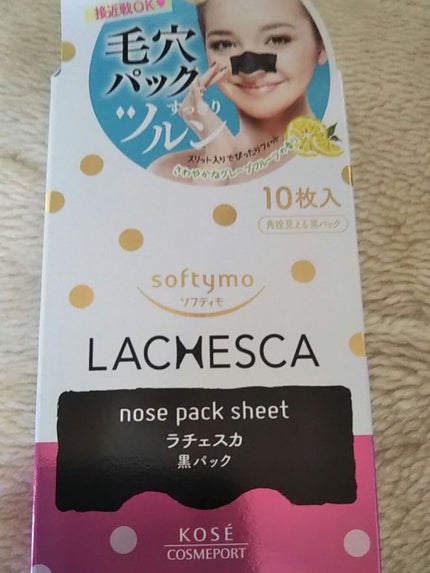 接近戦OK♥
毛穴
パックで
すっきり
ツルン
スリット入りでぴったりフィット
さわやかなグレープフルーツの香り
10枚入
角栓見える黒パック
softymo
ソフティモ
LACHESCA
nose pack sheet
ラチェスカ
黒パック
KOSÉ
COSMEPORT